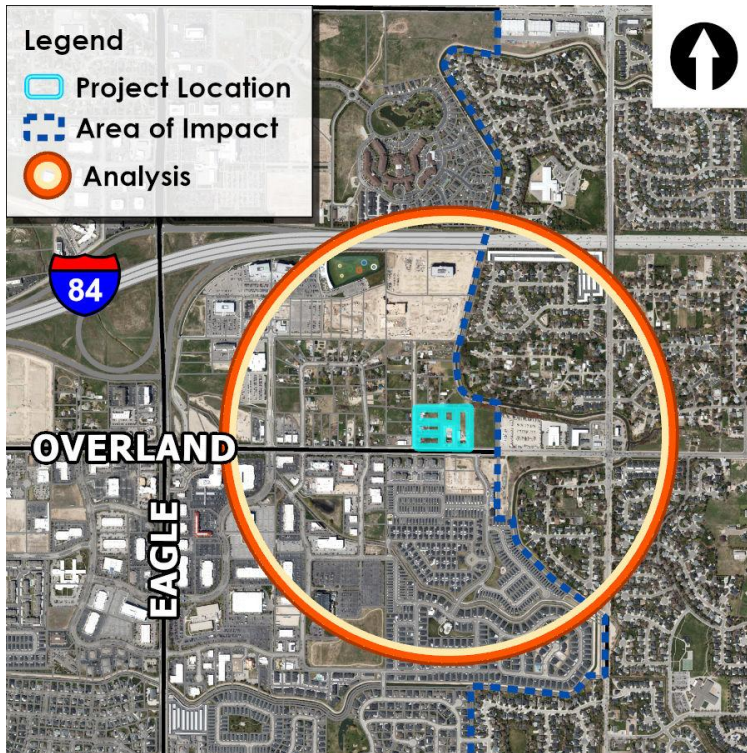 Legend
Project Location
Area of Impact
Analysis
84
OVERLAND
EAGLE